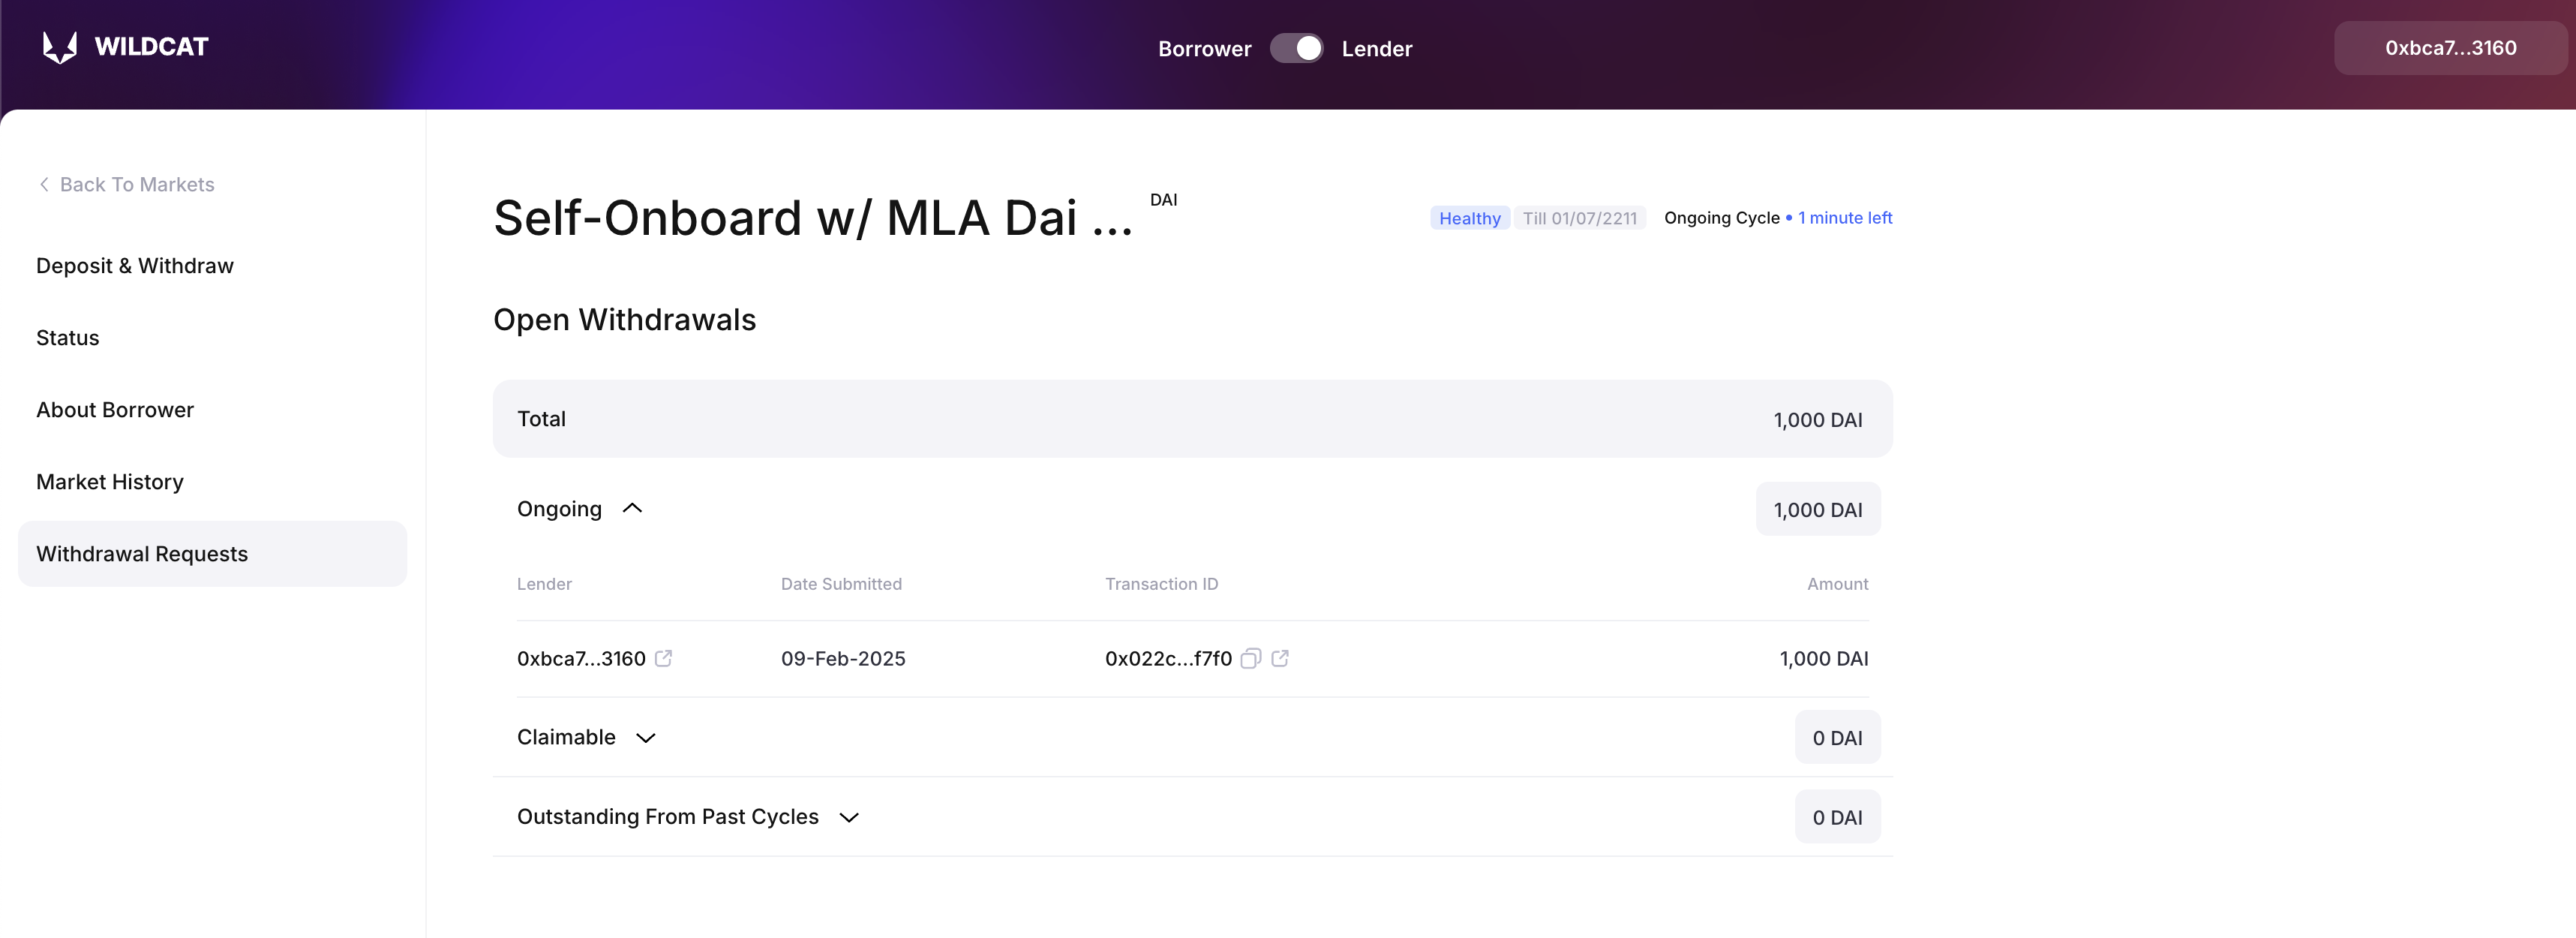 WILDCAT
Borrower Lender
0xbca7...3160
Back To Markets
Deposit & Withdraw
Status
About Borrower
Market History
Withdrawal Requests
Self-Onboard w/ MLA Dai ... DAI
Healthy Till 01/07/2211 Ongoing Cycle • 1 minute left
Open Withdrawals
Total 1,000 DAI
Ongoing 1,000 DAI
Lender Date Submitted Transaction ID Amount
0xbca7...3160 09-Feb-2025 0x022c...f7f0 1,000 DAI
Claimable 0 DAI
Outstanding From Past Cycles 0 DAI